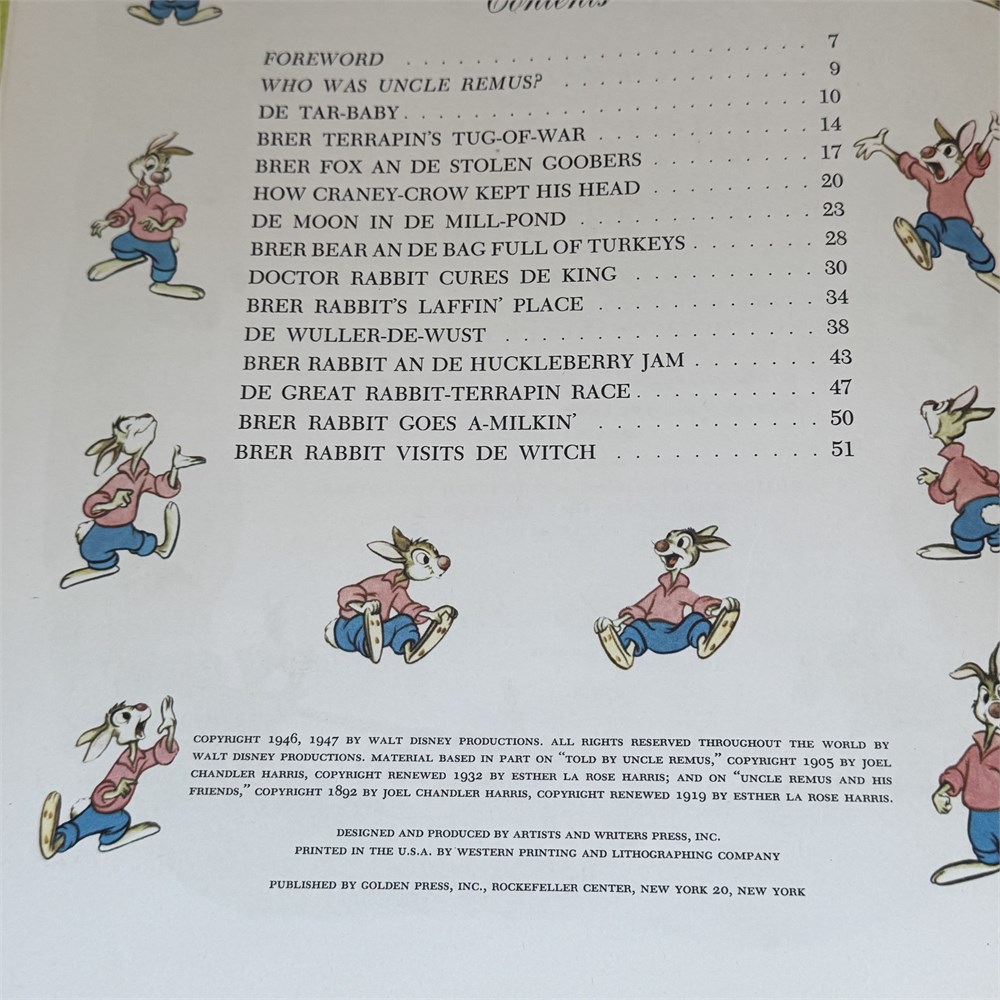 Contents
FOREWORD . . . . . . . . . . . . . . . . . . . . . 7
WHO WAS UNCLE REMUS? . . . . . . . . . . . . . 9
DE TAR-BABY . . . . . . . . . . . . . . . . . . . . . 10
BRER TERRAPIN'S TUG-OF-WAR . . . . . . . . . . . 14
BRER FOX AN DE STOLEN GOOBERS . . . . . . . . 17
HOW CRANEY-CROW KEPT HIS HEAD . . . . . . . . 20
DE MOON IN DE MILL-POND . . . . . . . . . . . . 23
BRER BEAR AN DE BAG FULL OF TURKEYS . . . . . . . 28
DOCTOR RABBIT CURES DE KING . . . . . . . . . . 30
BRER RABBIT'S LAFFIN' PLACE . . . . . . . . . . . . 34
DE WULLER-DE-WUST . . . . . . . . . . . . . . . . 38
BRER RABBIT AN DE HUCKLEBERRY JAM . . . . . . . 43
DE GREAT RABBIT-TERRAPIN RACE . . . . . . . . . . 47
BRER RABBIT GOES A-MILKIN' . . . . . . . . . . . . 50
BRER RABBIT VISITS DE WITCH . . . . . . . . . . . 51
COPYRIGHT 1946, 1947 BY WALT DISNEY PRODUCTIONS. ALL RIGHTS RESERVED THROUGHOUT THE WORLD BY
WALT DISNEY PRODUCTIONS. MATERIAL BASED IN PART ON "TOLD BY UNCLE REMUS," COPYRIGHT 1905 BY JOEL
CHANDLER HARRIS, COPYRIGHT RENEWED 1932 BY ESTHER LA ROSE HARRIS; AND ON "UNCLE REMUS AND HIS
FRIENDS," COPYRIGHT 1892 BY JOEL CHANDLER HARRIS, COPYRIGHT RENEWED 1919 BY ESTHER LA ROSE HARRIS.
DESIGNED AND PRODUCED BY ARTISTS AND WRITERS PRESS, INC.
PRINTED IN THE U.S.A. BY WESTERN PRINTING AND LITHOGRAPHING COMPANY
PUBLISHED BY GOLDEN PRESS, INC., ROCKEFELLER CENTER, NEW YORK 20, NEW YORK